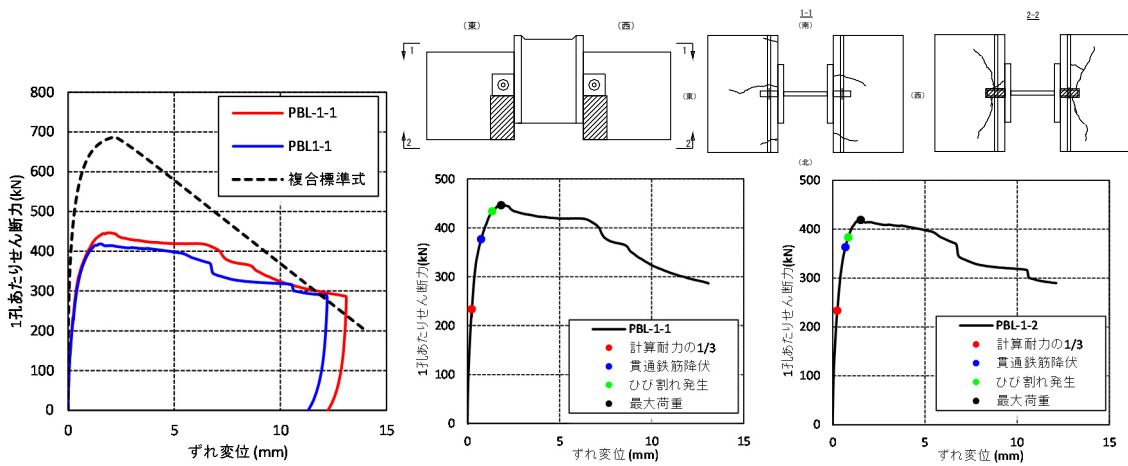 800
700
600
500
400
300
200
100
0
1孔あたりせん断力(kN)
0
5
10
15
ずれ変位 (mm)
PBL-1-1
PBL1-1
複合標準式
(東)
(西)
1
1
2
2
1-1
(南)
(東)
(西)
(北)
2-2
500
400
300
200
100
0
1孔あたりせん断力(kN)
0
5
10
15
ずれ変位 (mm)
PBL-1-1
計算耐力の1/3
貫通鉄筋降伏
ひび割れ発生
最大荷重
500
400
300
200
100
0
1孔あたりせん断力(kN)
0
5
10
15
ずれ変位 (mm)
PBL-1-2
計算耐力の1/3
貫通鉄筋降伏
ひび割れ発生
最大荷重